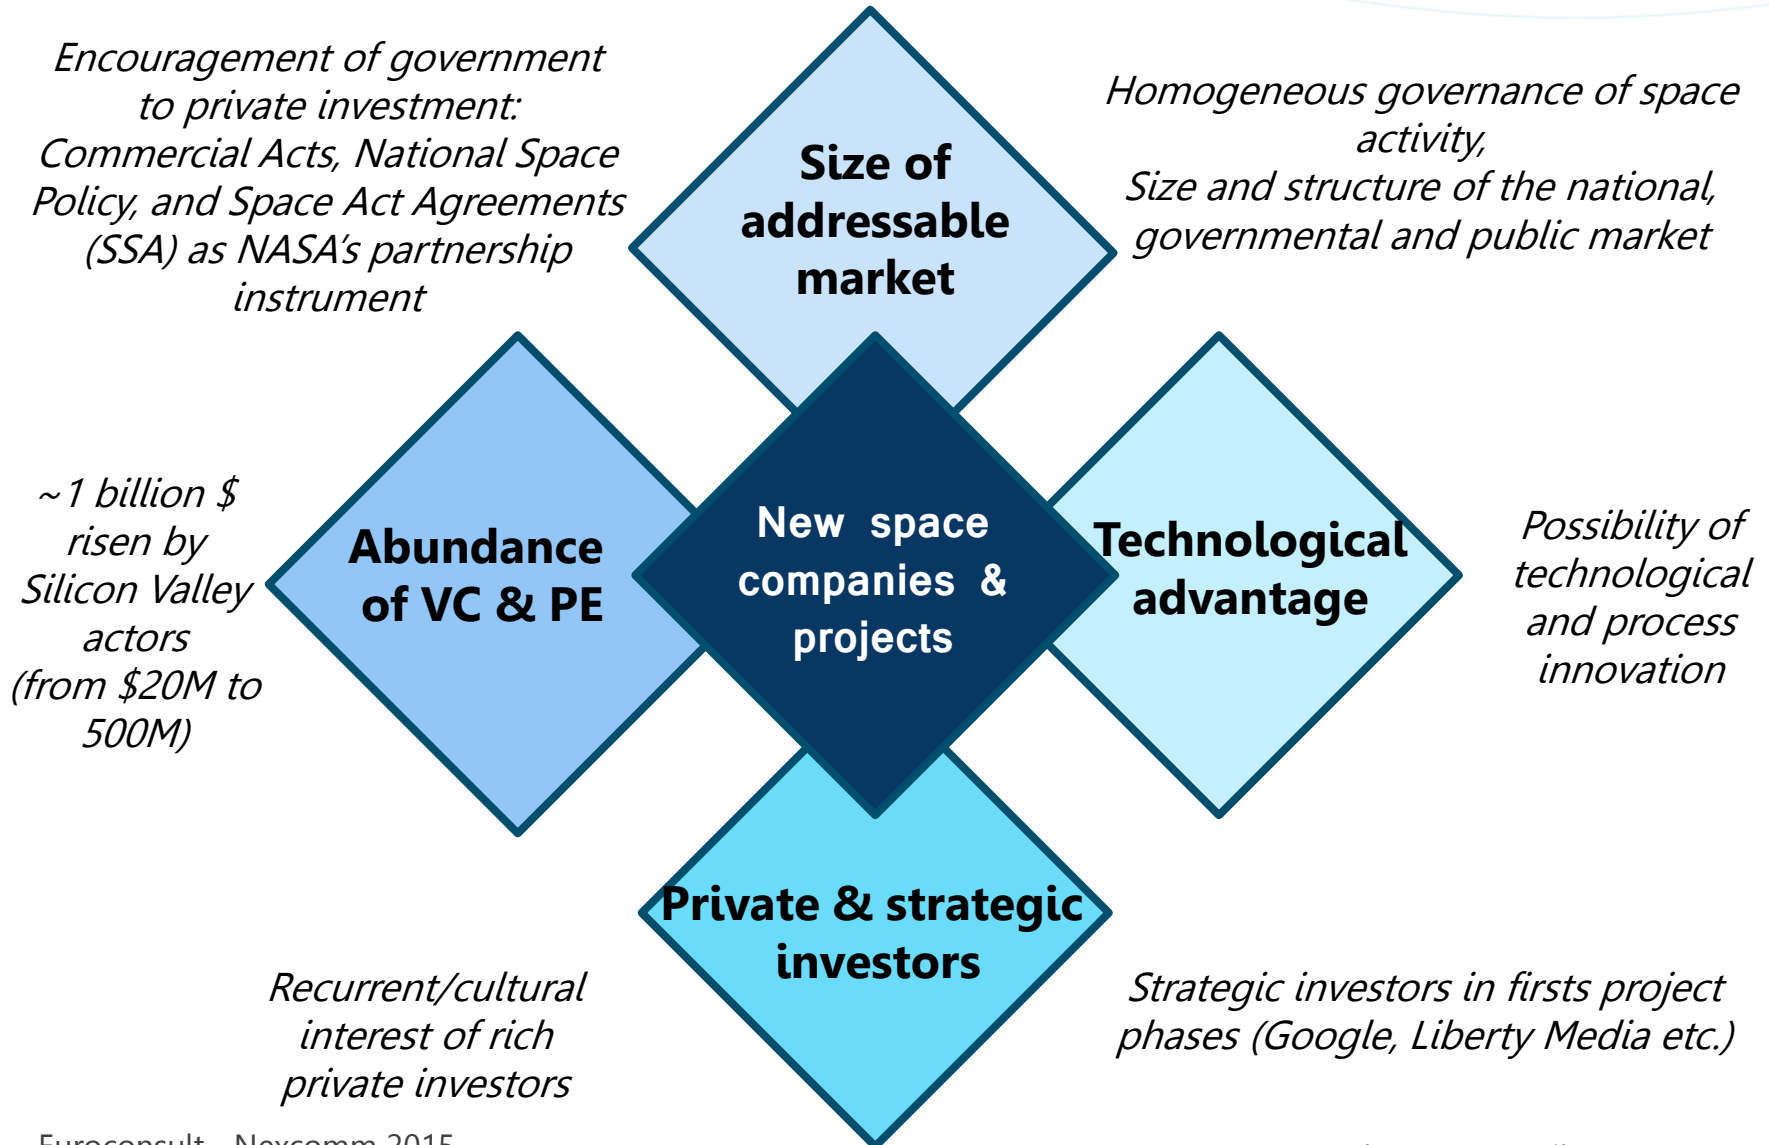 Encouragement of government
to private investment:
Commercial Acts, National Space
Policy, and Space Act Agreements
(SSA) as NASA's partnership
instrument
Size of
addressable
market
Homogeneous governance of space
activity,
Size and structure of the national,
governmental and public market
~1 billion $
risen by
Silicon Valley
actors
(from $20M to
500M)
Abundance
of VC & PE
New space
companies &
projects
Technological
advantage
Possibility of
technological
and process
innovation
Private & strategic
investors
Recurrent/cultural
interest of rich
private investors
Strategic investors in firsts project
phases (Google, Liberty Media etc.)
Euroconsult - Nexcomm 2015